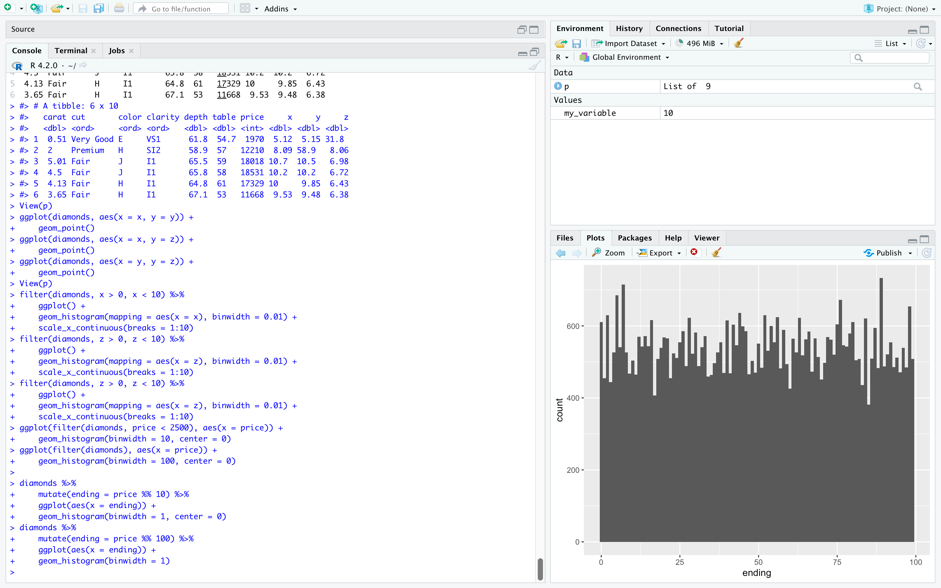 Go to file/function
Addins
Project: (None)
Source
Console
Terminal
Jobs
R 4.2.0 · ~/
5 4.13 Fair H I1 64.8 61 17329 10 9.85 6.43
6 3.65 Fair H I1 67.1 53 11668 9.53 9.48 6.38
> #> # A tibble: 6 x 10
> #>   carat cut color clarity depth table price x y z
> #>   <dbl> <ord> <ord> <ord> <dbl> <dbl> <int> <dbl> <dbl> <dbl>
> #> 1 0.51 Very Good E VS1 61.8 54.7 1970 5.12 5.15 31.8
> #> 2 2 Premium H SI2 58.9 57 12210 8.09 58.9 8.06
> #> 3 5.01 Fair J I1 65.5 59 18018 10.7 10.5 6.98
> #> 4 4.5 Fair J I1 65.8 58 18531 10.2 10.2 6.72
> #> 5 4.13 Fair H I1 64.8 61 17329 10 9.85 6.43
> #> 6 3.65 Fair H I1 67.1 53 11668 9.53 9.48 6.38
> View(p)
> ggplot(diamonds, aes(x = x, y = y)) +
+ geom_point()
> ggplot(diamonds, aes(x = x, y = z)) +
+ geom_point()
> ggplot(diamonds, aes(x = y, y = z)) +
+ geom_point()
> View(p)
> filter(diamonds, x > 0, x < 10) %>%
+ ggplot() +
+ geom_histogram(mapping = aes(x = x), binwidth = 0.01) +
+ scale_x_continuous(breaks = 1:10)
> filter(diamonds, z > 0, z < 10) %>%
+ ggplot() +
+ geom_histogram(mapping = aes(x = z), binwidth = 0.01) +
+ scale_x_continuous(breaks = 1:10)
> filter(diamonds, z > 0, z < 10) %>%
+ ggplot() +
+ geom_histogram(mapping = aes(x = z), binwidth = 0.01) +
+ scale_x_continuous(breaks = 1:10)
> ggplot(filter(diamonds, price < 2500), aes(x = price)) +
+ geom_histogram(binwidth = 10, center = 0)
> ggplot(filter(diamonds), aes(x = price)) +
+ geom_histogram(binwidth = 100, center = 0)
>
> diamonds %>%
+ mutate(ending = price %% 10) %>%
+ ggplot(aes(x = ending)) +
+ geom_histogram(binwidth = 1, center = 0)
> diamonds %>%
+ mutate(ending = price %% 100) %>%
+ ggplot(aes(x = ending)) +
+ geom_histogram(binwidth = 1)
>
Environment
History
Connections
Tutorial
Import Dataset
496 MiB
List
R
Global Environment
Data
p List of 9
Values
my_variable 10
Files
Plots
Packages
Help
Viewer
Zoom
Export
Publish
600
400
200
0
count
0 25 50 75 100
ending